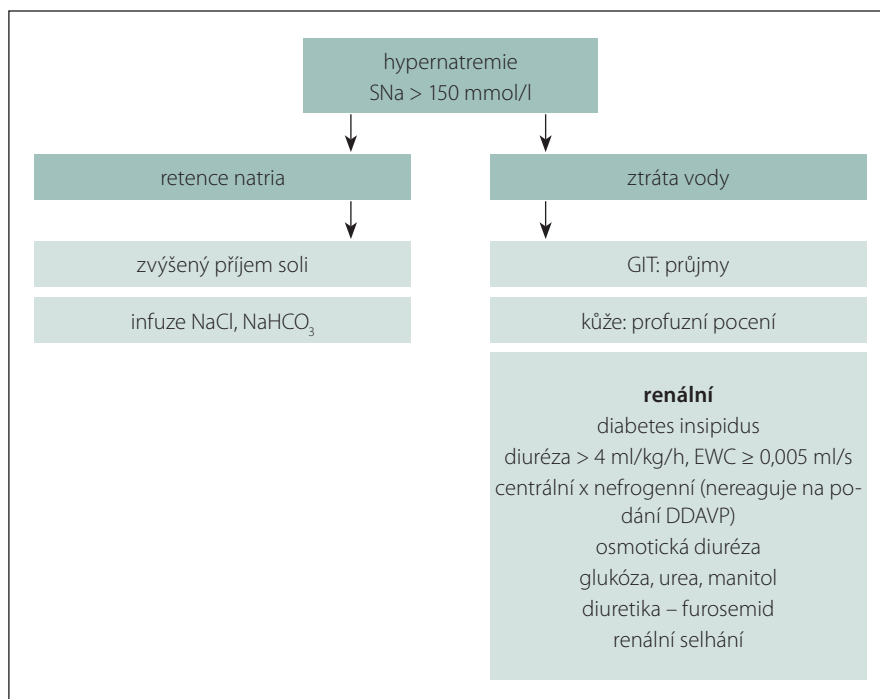 hypernatremie
SNa > 150 mmol/l
retence natria
ztráta vody
zvýšený příjem soli
GIT: průjmy
infuze NaCl, NaHCO₃
kůže: profuzní pocení
renální
diabetes insipidus
diuréza > 4 ml/kg/h, EWC ≥ 0,005 ml/s
centrální x nefrogenní (nereaguje na po-
dání DDAVP)
osmotická diuréza
glukóza, urea, manitol
diuretika – furosemid
renální selhání